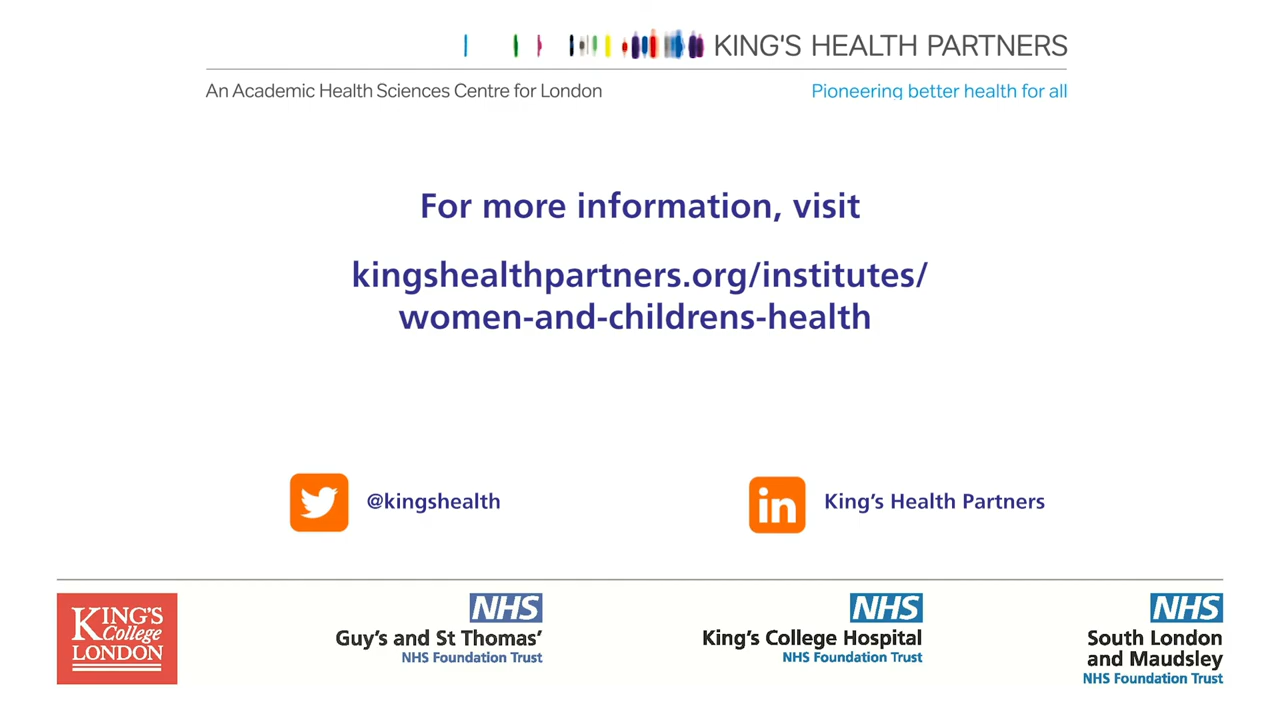 KING'S HEALTH PARTNERS
An Academic Health Sciences Centre for London
Pioneering better health for all
For more information, visit
kingshealthpartners.org/institutes/
women-and-childrens-health
@kingshealth
in
King's Health Partners
KING'S
College
LONDON
NHS
Guy's and St Thomas'
NHS Foundation Trust
NHS
King's College Hospital
NHS Foundation Trust
NHS
South London
and Maudsley
NHS Foundation Trust